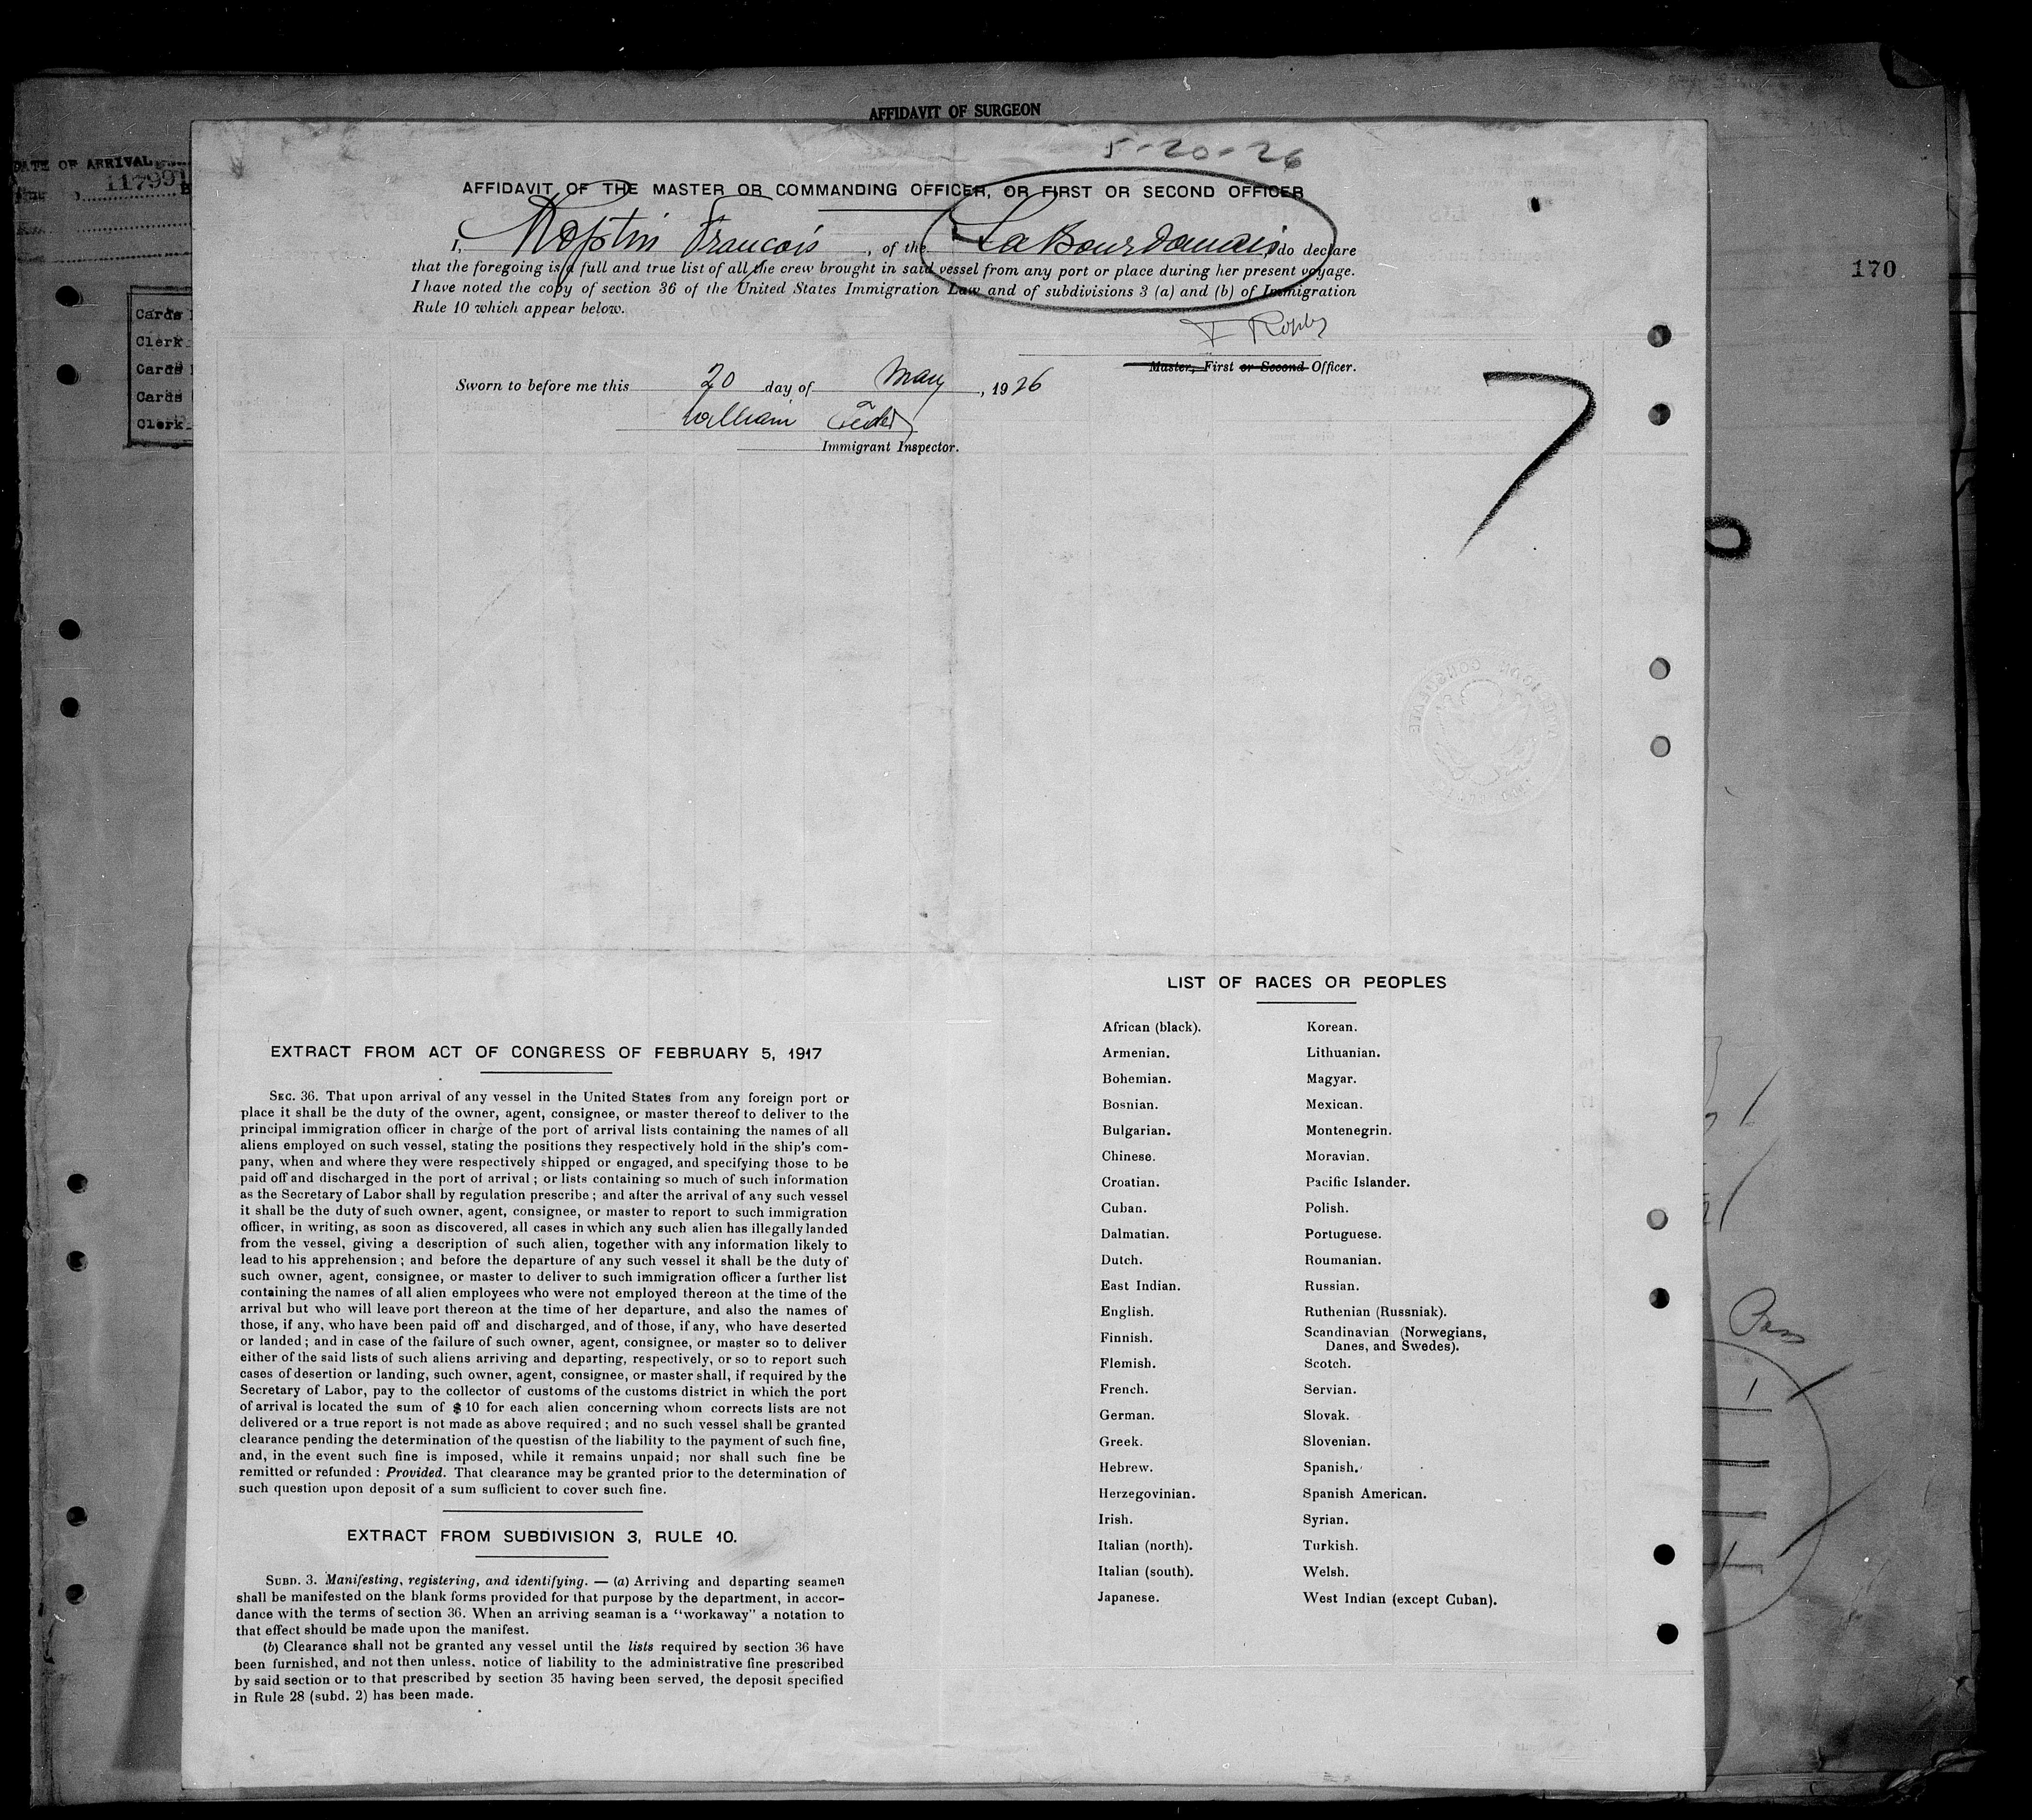 AFFIDAVIT OF SURGEON
DATE OF ARRIVAL
117991
5-20-26
AFFIDAVIT OF THE MASTER OR COMMANDING OFFICER, OR FIRST OR SECOND OFFICER
I, François, of the La Bourdonnais, do declare
that the foregoing is a full and true list of all the crew brought in said vessel from any port or place during her present voyage.
I have noted the copy of section 36 of the United States Immigration Law and of subdivisions 3 (a) and (b) of Immigration
Rule 10 which appear below.
170
Master, First or Second Officer.
Sworn to before me this 20 day of May, 1926
William
Immigrant Inspector.
Cards
Clerk
Cards
Cards
Clerk
7
EXTRACT FROM ACT OF CONGRESS OF FEBRUARY 5, 1917
SEC. 36. That upon arrival of any vessel in the United States from any foreign port or
place it shall be the duty of the owner, agent, consignee, or master thereof to deliver to the
principal immigration officer in charge of the port of arrival lists containing the names of all
aliens employed on such vessel, stating the positions they respectively hold in the ship's com-
pany, when and where they were respectively shipped or engaged, and specifying those to be
paid off and discharged in the port of arrival; or lists containing so much of such information
as the Secretary of Labor shall by regulation prescribe; and after the arrival of any such vessel
it shall be the duty of such owner, agent, consignee, or master to report to such immigration
officer, in writing, as soon as discovered, all cases in which any such alien has illegally landed
from the vessel, giving a description of such alien, together with any information likely to
lead to his apprehension; and before the departure of any such vessel it shall be the duty of
such owner, agent, consignee, or master to deliver to such immigration officer a further list
containing the names of all alien employees who were not employed thereon at the time of the
arrival but who will leave port thereon at the time of her departure, and also the names of
those, if any, who have been paid off and discharged, and of those, if any, who have deserted
or landed; and in case of the failure of such owner, agent, consignee, or master so to deliver
either of the said lists of such aliens arriving and departing, respectively, or so to report such
cases of desertion or landing, such owner, agent, consignee, or master shall, if required by the
Secretary of Labor, pay to the collector of customs of the customs district in which the port
of arrival is located the sum of $ 10 for each alien concerning whom corrects lists are not
delivered or a true report is not made as above required; and no such vessel shall be granted
clearance pending the determination of the questisn of the liability to the payment of such fine,
and, in the event such fine is imposed, while it remains unpaid; nor shall such fine be
remitted or refunded: Provided. That clearance may be granted prior to the determination of
such question upon deposit of a sum sufficient to cover such fine.
EXTRACT FROM SUBDIVISION 3, RULE 10.
SUBD. 3. Manifesting, registering, and identifying. — (a) Arriving and departing seamen
shall be manifested on the blank forms provided for that purpose by the department, in accor-
dance with the terms of section 36. When an arriving seaman is a “workaway” a notation to
that effect should be made upon the manifest.
(b) Clearance shall not be granted any vessel until the lists required by section 36 have
been furnished, and not then unless. notice of liability to the administrative fine prescribed
by said section or to that prescribed by section 35 having been served, the deposit specified
in Rule 28 (subd. 2) has been made.
LIST OF RACES OR PEOPLES
African (black).
Armenian.
Bohemian.
Bosnian.
Bulgarian.
Chinese.
Croatian.
Cuban.
Dalmatian.
Dutch.
East Indian.
English.
Finnish.
Flemish.
French.
German.
Greek.
Hebrew.
Herzegovinian.
Irish.
Italian (north).
Italian (south).
Japanese.
Korean.
Lithuanian.
Magyar.
Mexican.
Montenegrin.
Moravian.
Pacific Islander.
Polish.
Portuguese.
Roumanian.
Russian.
Ruthenian (Russniak).
Scandinavian (Norwegians,
Danes, and Swedes).
Scotch.
Servian.
Slovak.
Slovenian.
Spanish.
Spanish American.
Syrian.
Turkish.
Welsh.
West Indian (except Cuban).